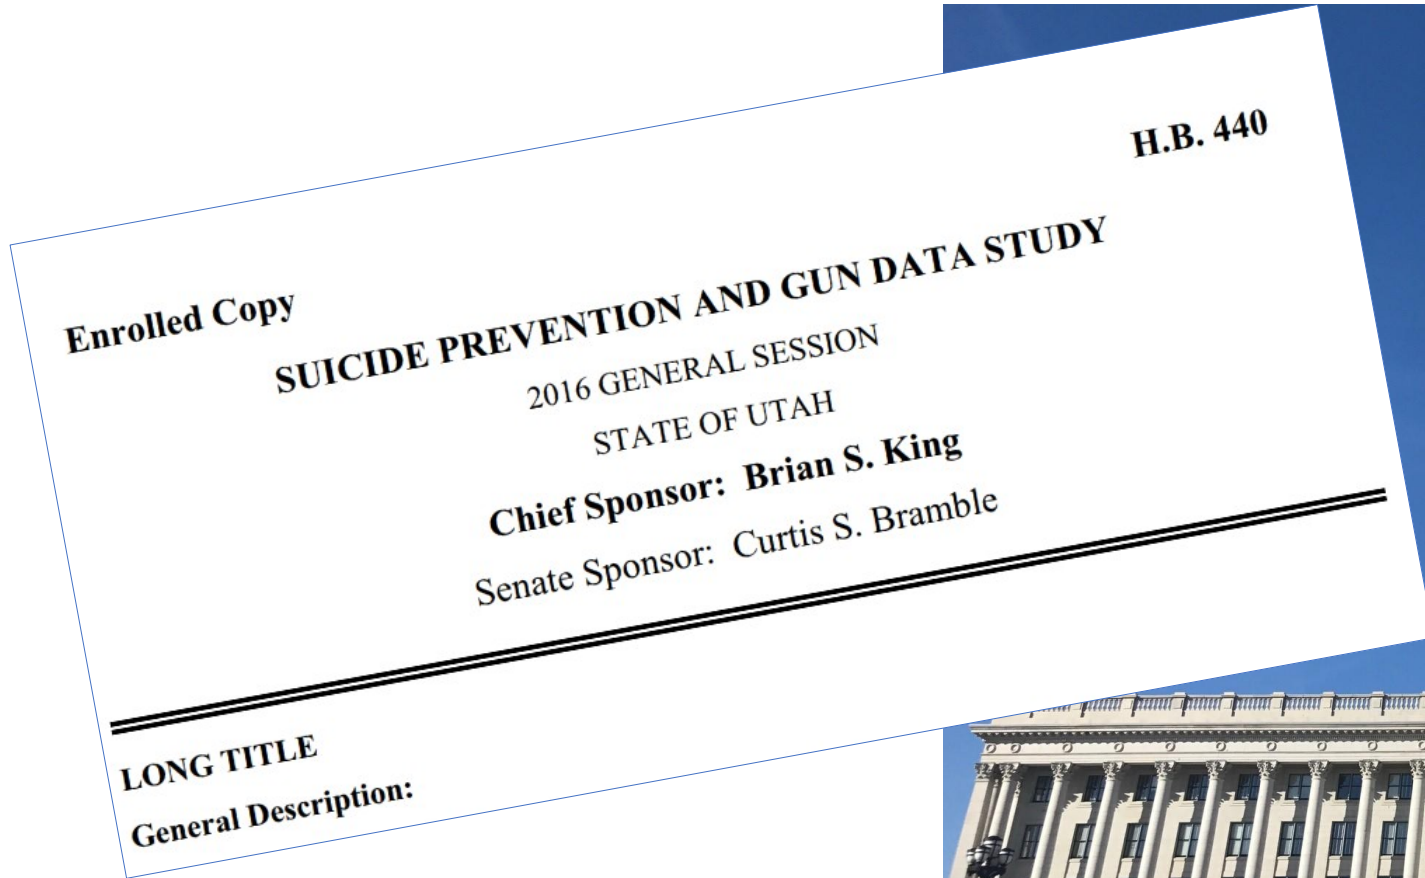 H.B. 440
Enrolled Copy
SUICIDE PREVENTION AND GUN DATA STUDY
2016 GENERAL SESSION
STATE OF UTAH
Chief Sponsor: Brian S. King
Senate Sponsor: Curtis S. Bramble
LONG TITLE
General Description: